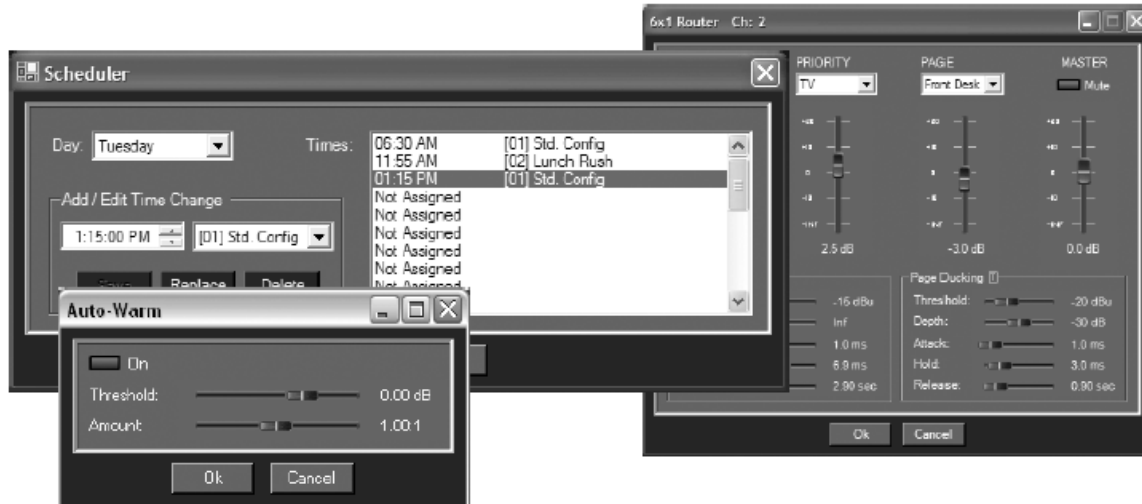 6x1 Router Ch: 2
PRIORITY PAGE MASTER
TV Front Desk Mute
2.5 dB -3.0 dB 0.0 dB
Page Ducking
-16 dBu Threshold: -20 dBu
Inf Depth: -30 dB
1.0 ms Attack: 1.0 ms
6.9 ms Hold: 3.0 ms
2.90 sec Release: 0.90 sec
Ok Cancel
Scheduler
Day: Tuesday Times:
06:30 AM [01] Std. Config
11:55 AM [02] Lunch Rush
01:15 PM [01] Std. Config
Not Assigned
Not Assigned
Not Assigned
Not Assigned
Not Assigned
Not Assigned
Add / Edit Time Change
1:15:00 PM [01] Std. Config
Save Replace Delete
Auto-Warm
On
Threshold: 0.00 dB
Amount: 1.00:1
Ok Cancel